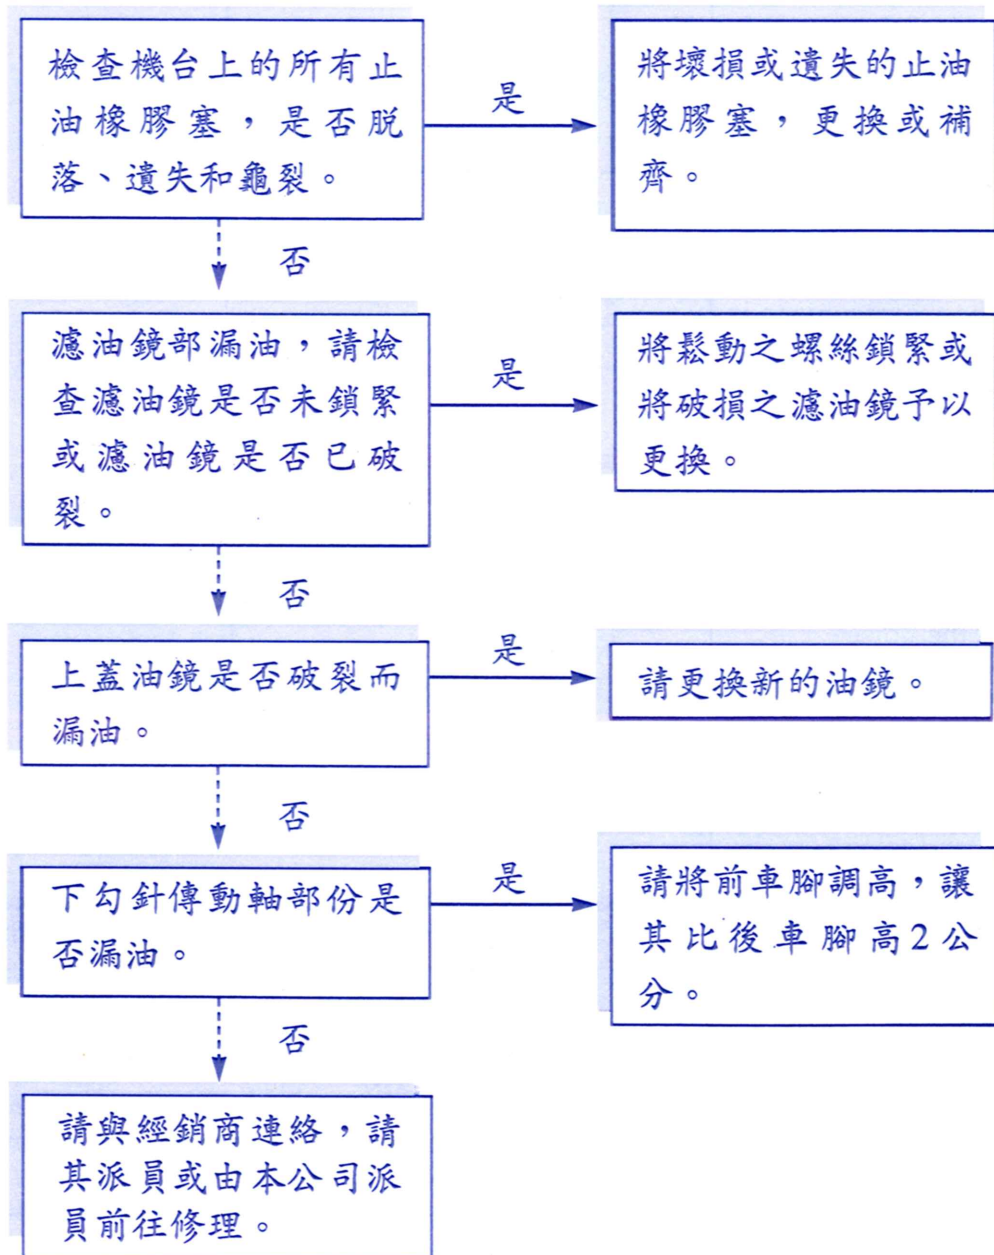 檢查機台上的所有止
油橡膠塞，是否脱
落、遺失和龜裂。
是
將壞損或遺失的止油
橡膠塞，更換或補
齊。
否
濾油鏡部漏油，請檢
查濾油鏡是否未鎖緊
或濾油鏡是否已破
裂。
是
將鬆動之螺絲鎖緊或
將破損之濾油鏡予以
更換。
否
上蓋油鏡是否破裂而
漏油。
是
請更換新的油鏡。
否
下勾針傳動軸部份是
否漏油。
是
請將前車腳調高，讓
其比後車腳高2公
分。
否
請與經銷商連絡，請
其派員或由本公司派
員前往修理。